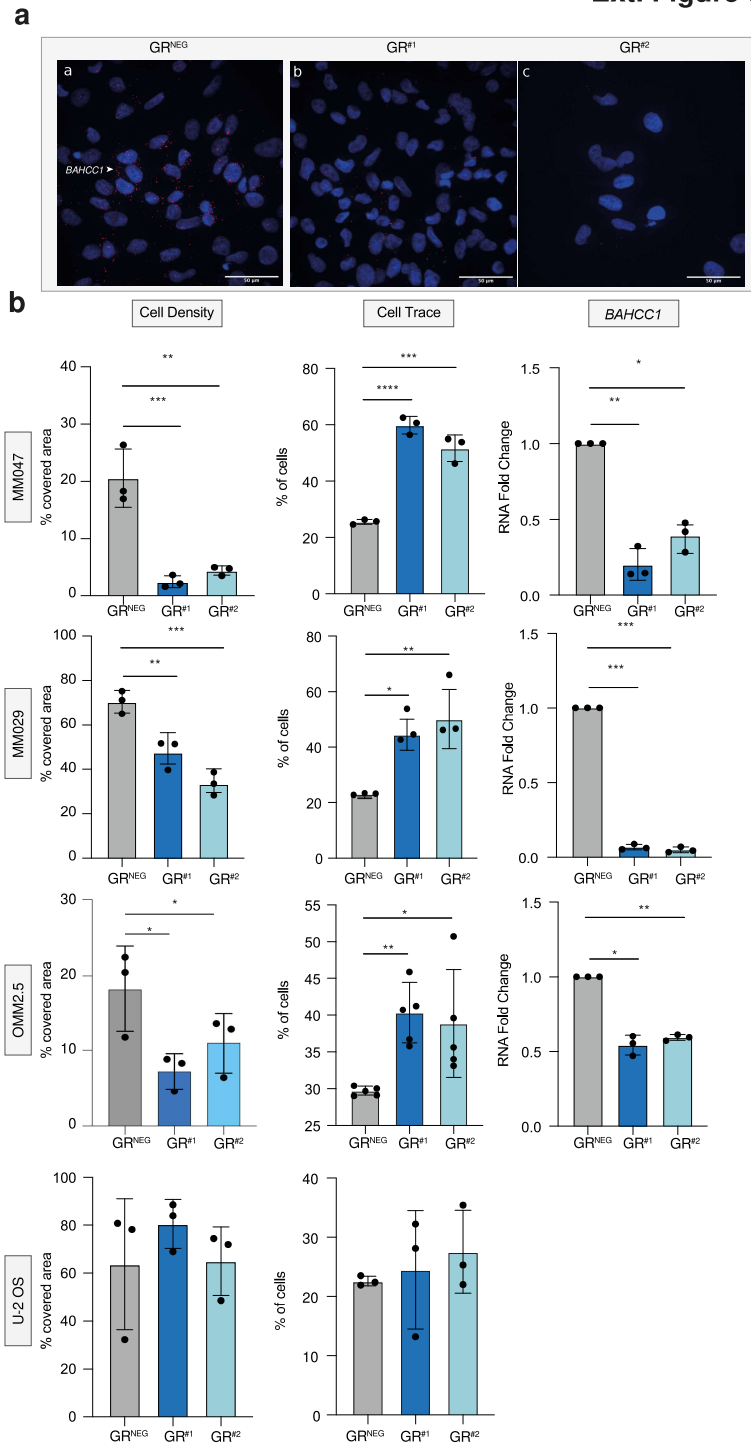 Ext. Figure
a
GR^NEG GR^#1 GR^#2
a b c
BAHCC1
50 µm 50 µm 50 µm
b
Cell Density Cell Trace BAHCC1
MM047
% covered area
40
30
20
10
0
** ***
GR^NEG GR^#1 GR^#2
% of cells
80
60
40
20
0
*** ****
GR^NEG GR^#1 GR^#2
RNA Fold Change
1.5
1.0
0.5
0.0
* **
GR^NEG GR^#1 GR^#2
MM029
% covered area
100
80
60
40
20
0
*** **
GR^NEG GR^#1 GR^#2
% of cells
80
60
40
20
0
** *
GR^NEG GR^#1 GR^#2
RNA Fold Change
1.5
1.0
0.5
0.0
*** ***
GR^NEG GR^#1 GR^#2
OMM2.5
% covered area
30
20
10
0
* *
GR^NEG GR^#1 GR^#2
% of cells
55
50
45
40
35
30
25
* **
GR^NEG GR^#1 GR^#2
RNA Fold Change
1.5
1.0
0.5
0.0
** *
GR^NEG GR^#1 GR^#2
U-2 OS
% covered area
100
80
60
40
20
0
GR^NEG GR^#1 GR^#2
% of cells
40
30
20
10
0
GR^NEG GR^#1 GR^#2